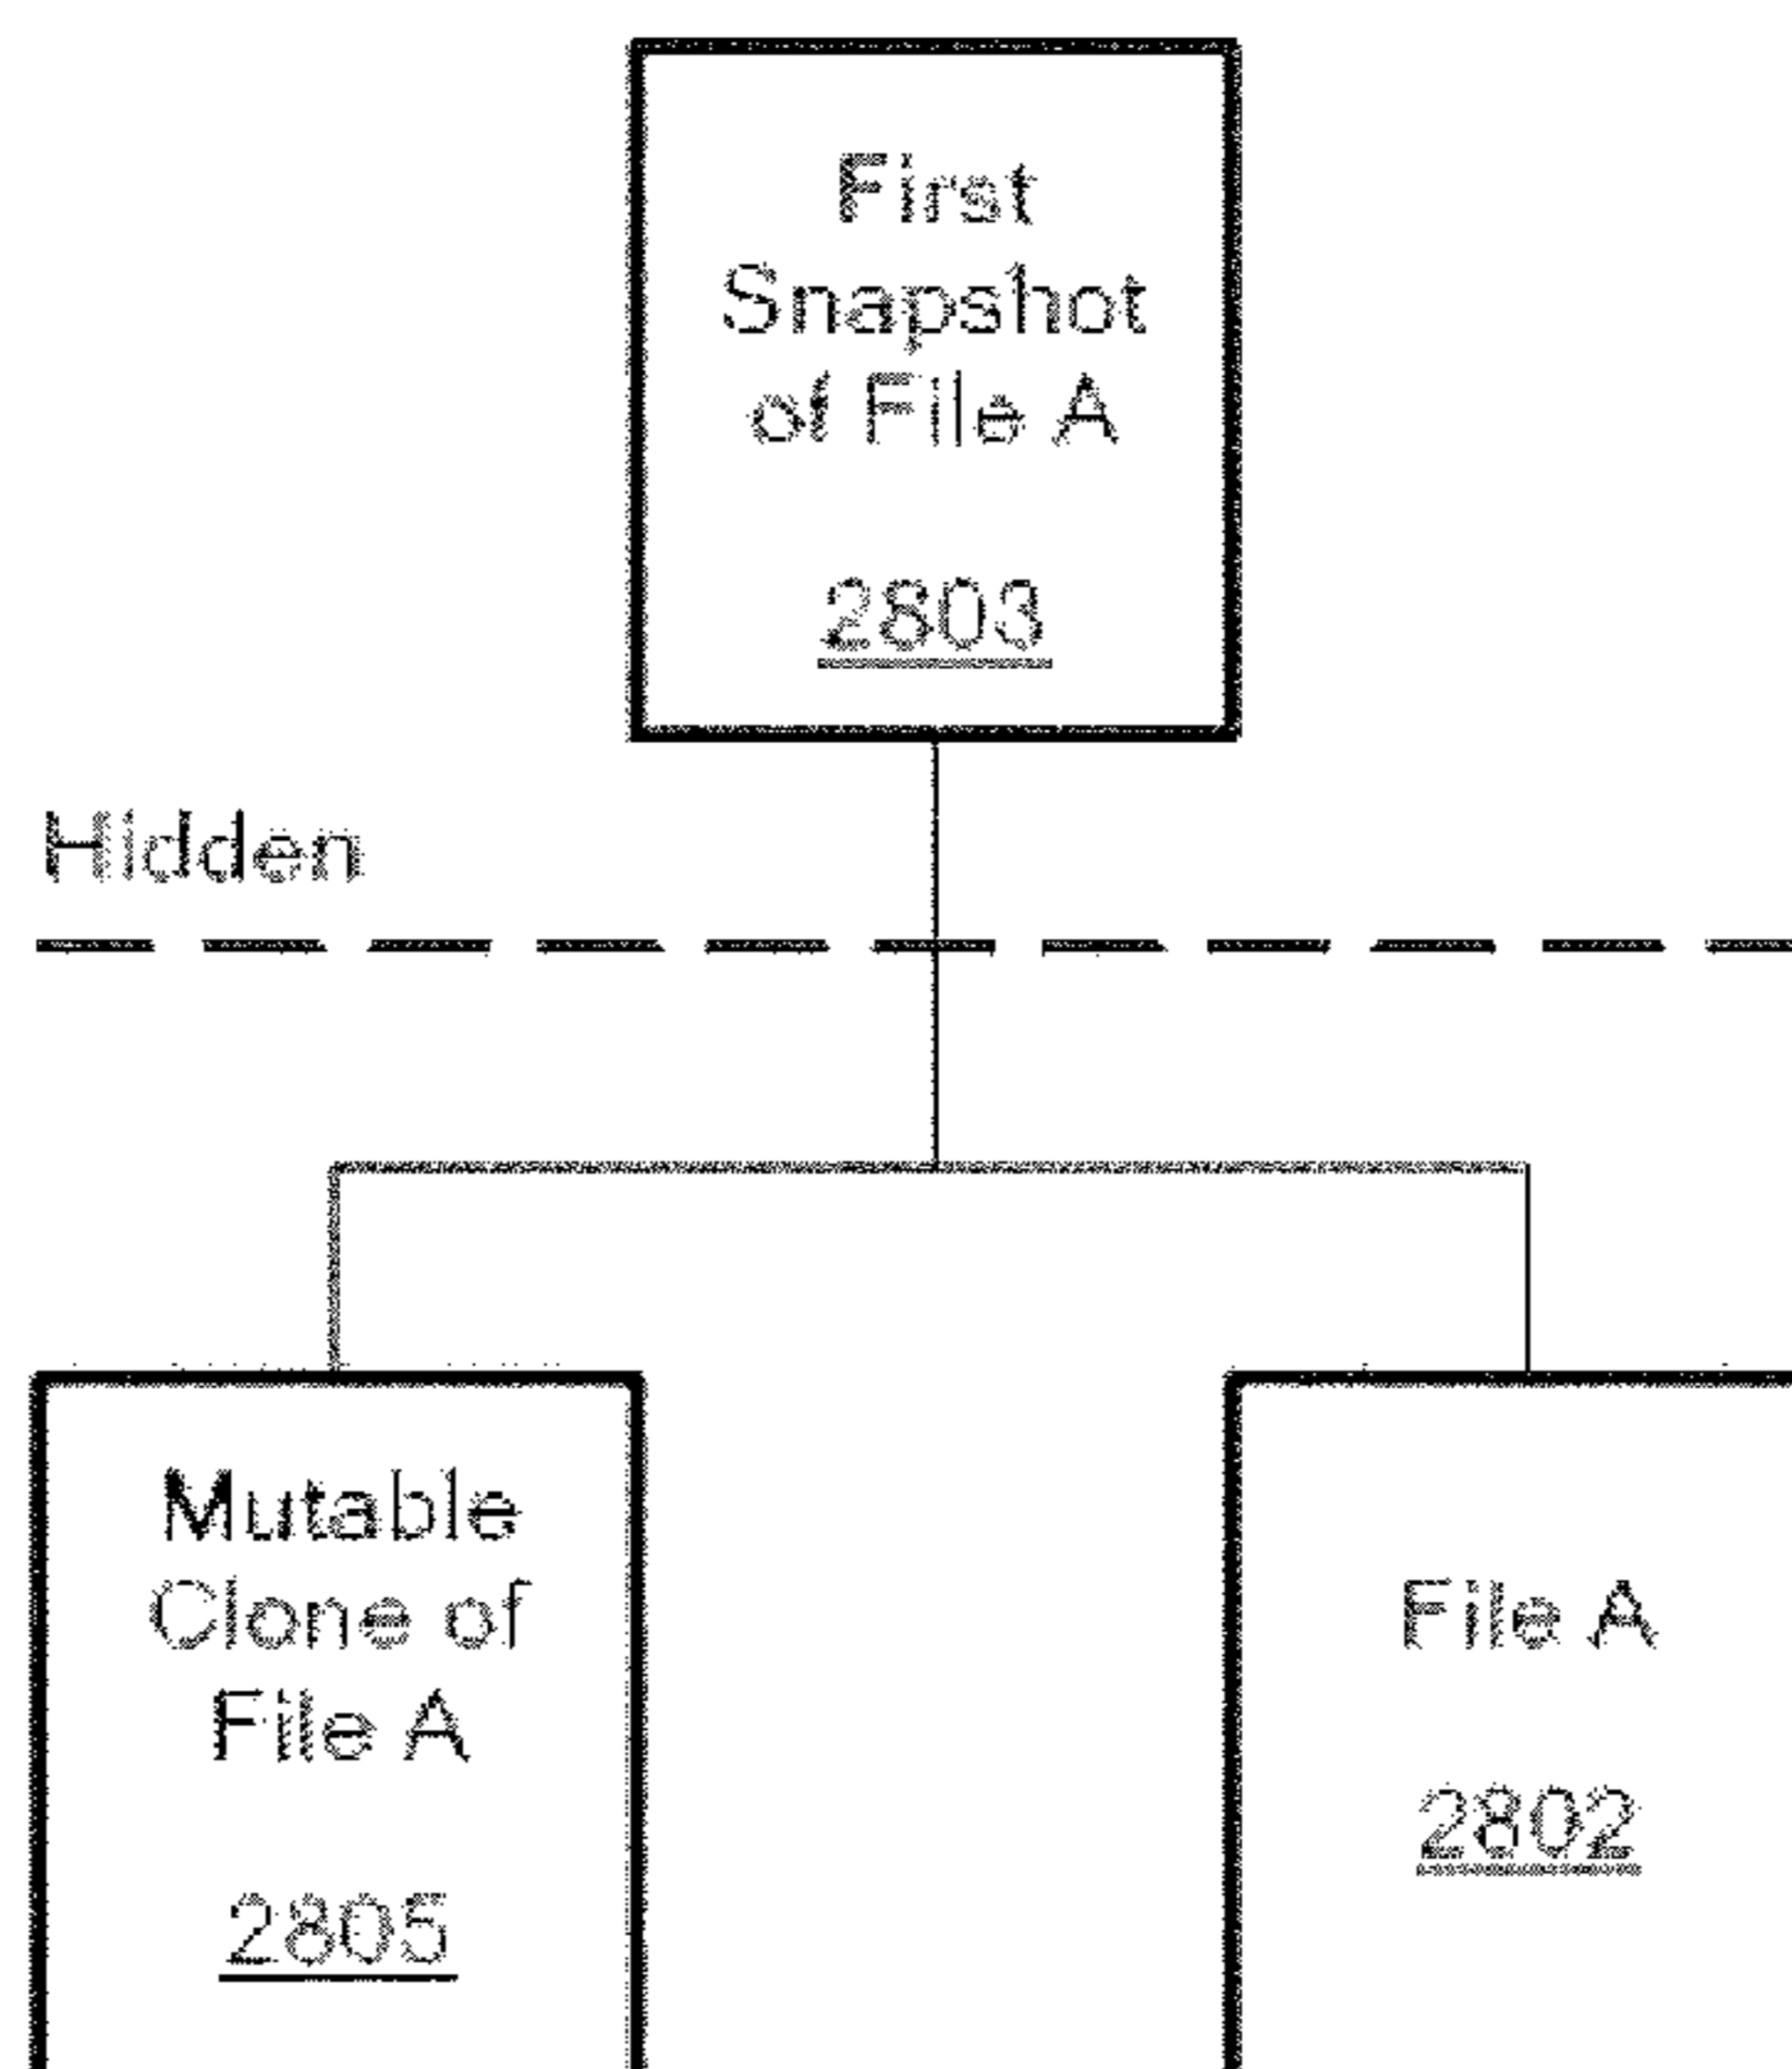 First
Snapshot
of File A
2803
Hidden
Mutable
Clone of
File A
2805
File A
2802